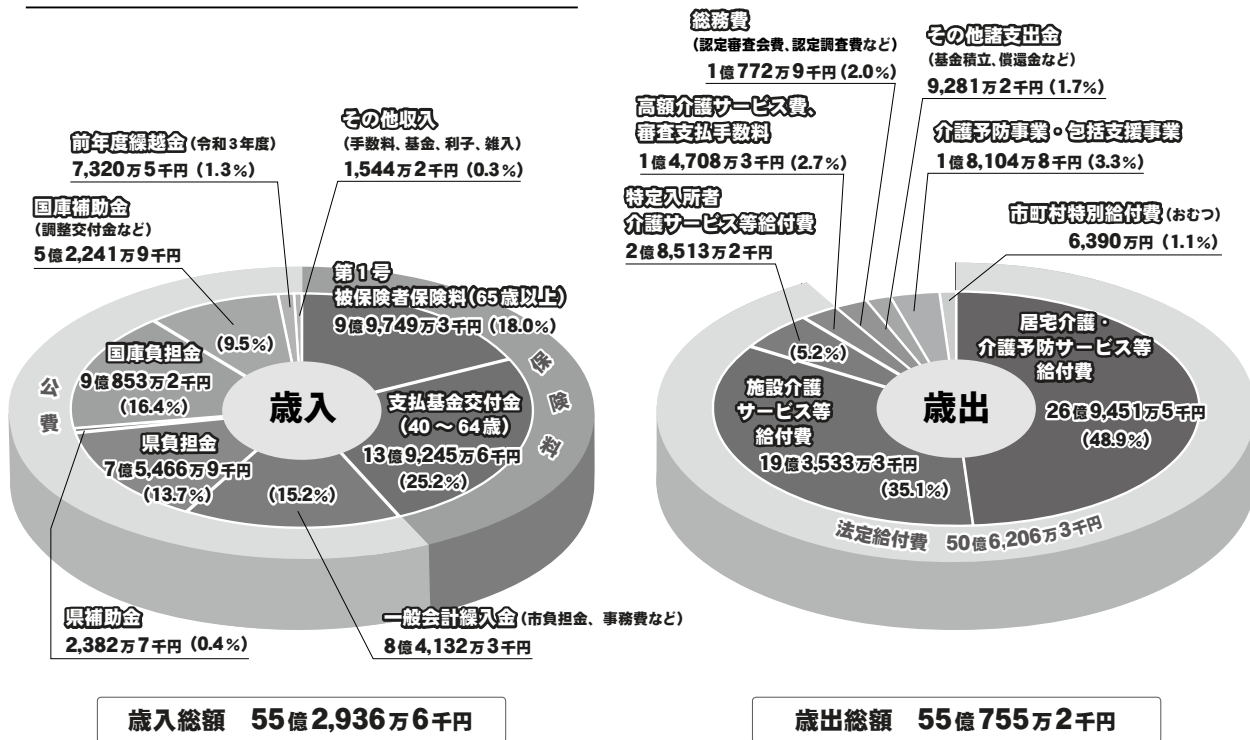 前年度繰越金（令和3年度）
7,320万5千円（1.3%）
その他収入
（手数料、基金、利子、雑入）
1,544万2千円（0.3%）
国庫補助金
（調整交付金など）
5億2,241万9千円
（9.5%）
第1号
被保険者保険料（65歳以上）
9億9,749万3千円（18.0%）
保険料
支払基金交付金
（40～64歳）
13億9,245万6千円
（25.2%）
歳入
公費
国庫負担金
9億853万2千円
（16.4%）
県負担金
7億5,466万9千円
（13.7%）
（15.2%）
県補助金
2,382万7千円（0.4%）
一般会計繰入金（市負担金、事務費など）
8億4,132万3千円
歳入総額　55億2,936万6千円
総務費
（認定審査会費、認定調査費など）
1億772万9千円（2.0%）
その他諸支出金
（基金積立、償還金など）
9,281万2千円（1.7%）
高額介護サービス費、
審査支払手数料
1億4,708万3千円（2.7%）
介護予防事業・包括支援事業
1億8,104万8千円（3.3%）
特定入所者
介護サービス等給付費
2億8,513万2千円
（5.2%）
市町村特別給付費（おむつ）
6,390万円（1.1%）
居宅介護・
介護予防サービス等
給付費
26億9,451万5千円
（48.9%）
歳出
施設介護
サービス等
給付費
19億3,533万3千円
（35.1%）
法定給付費　50億6,206万3千円
歳出総額　55億755万2千円